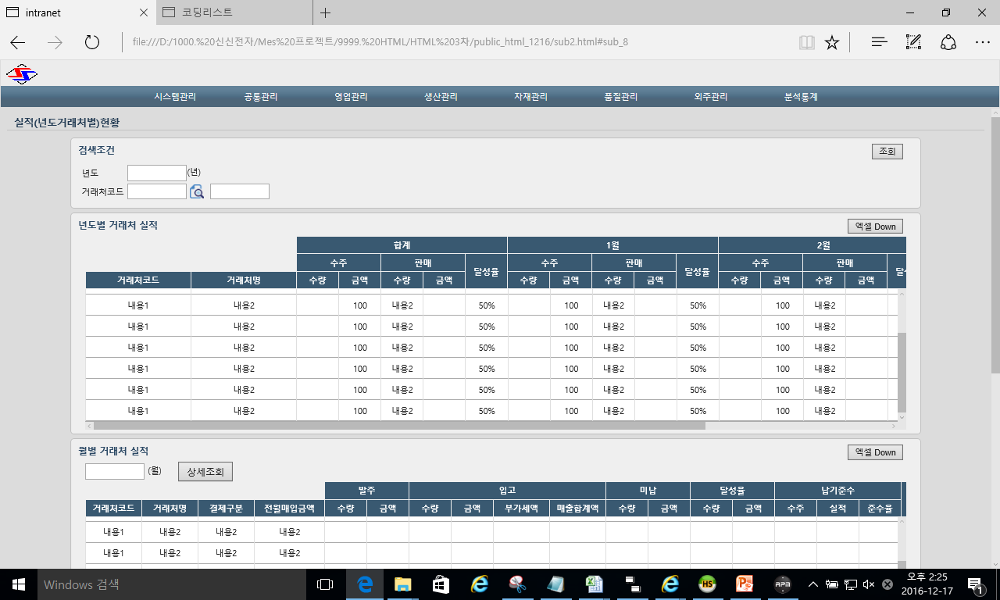 intranet
코딩리스트
file:///D:/1000.%20신신전자/Mes%20프로젝트/9999.%20HTML/HTML%203차/public_html_1216/sub2.html#sub_8
시스템관리 공통관리 영업관리 생산관리 자재관리 품질관리 외주관리 분석통계
실적(년도거래처별)현황
검색조건 조회
년도 (년)
거래처코드
년도별 거래처 실적 엑셀 Down
합계 1월 2월
수주 판매 달성율 수주 판매 달성율 수주 판매
거래처코드 거래처명 수량 금액 수량 금액 수량 금액 수량 금액 수량 금액 수량 금액
내용1 내용2 100 내용2 50% 100 내용2 50% 100 내용2
내용1 내용2 100 내용2 50% 100 내용2 50% 100 내용2
내용1 내용2 100 내용2 50% 100 내용2 50% 100 내용2
내용1 내용2 100 내용2 50% 100 내용2 50% 100 내용2
내용1 내용2 100 내용2 50% 100 내용2 50% 100 내용2
내용1 내용2 100 내용2 50% 100 내용2 50% 100 내용2
월별 거래처 실적 엑셀 Down
(월) 상세조회
발주 입고 미납 달성율 납기준수
거래처코드 거래처명 결제구분 전월매입금액 수량 금액 수량 금액 부가세액 매출합계액 수량 금액 수량 금액 수주 실적 준수율
내용1 내용2 내용2 내용2
내용1 내용2 내용2 내용2
Windows 검색
HS
APM
오후 2:25
2016-12-17
1